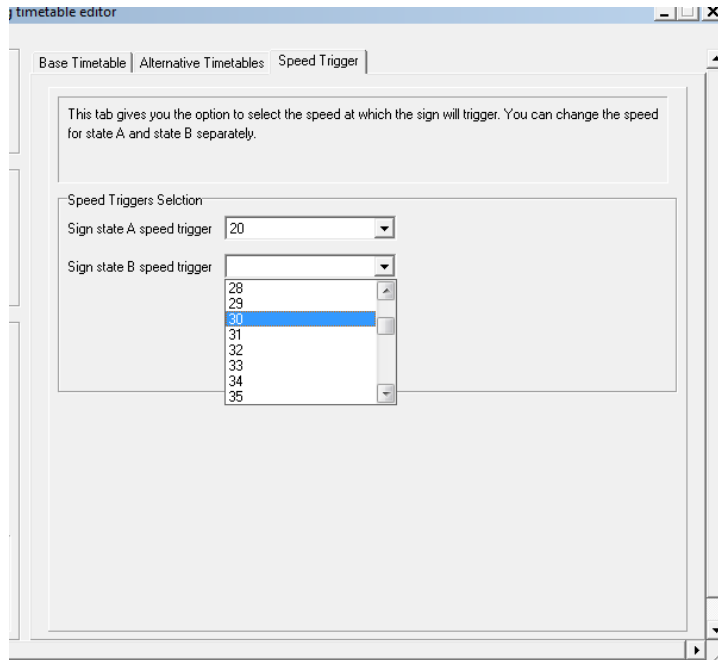 timetable editor
Base Timetable
Alternative Timetables
Speed Trigger
This tab gives you the option to select the speed at which the sign will trigger. You can change the speed
for state A and state B separately.
Speed Triggers Selction
Sign state A speed trigger
20
Sign state B speed trigger
28
29
30
31
32
33
34
35